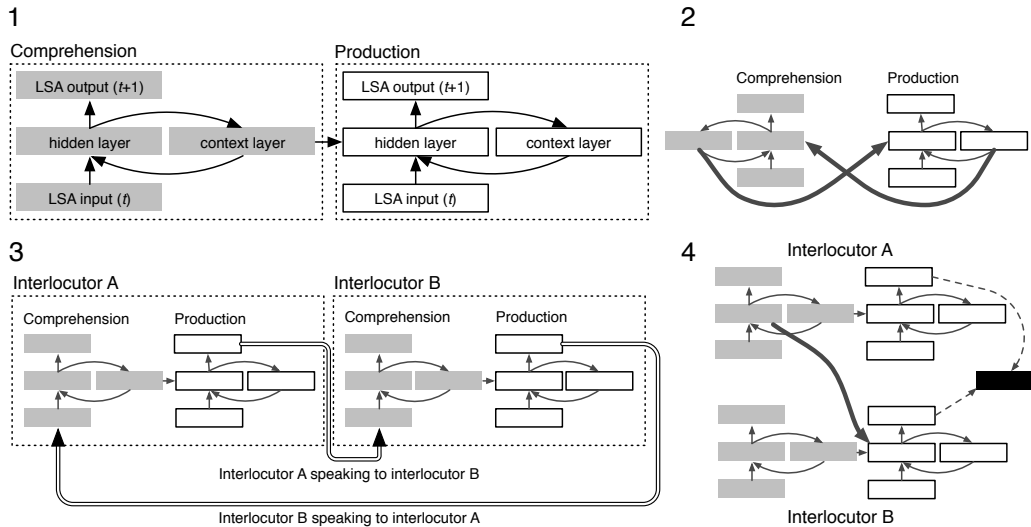 1
Comprehension
Production
LSA output (t+1)
LSA output (t+1)
hidden layer
context layer
hidden layer
context layer
LSA input (t)
LSA input (t)
2
Comprehension
Production
3
Interlocutor A
Interlocutor B
Comprehension
Production
Comprehension
Production
Interlocutor A speaking to interlocutor B
Interlocutor B speaking to interlocutor A
4
Interlocutor A
Interlocutor B